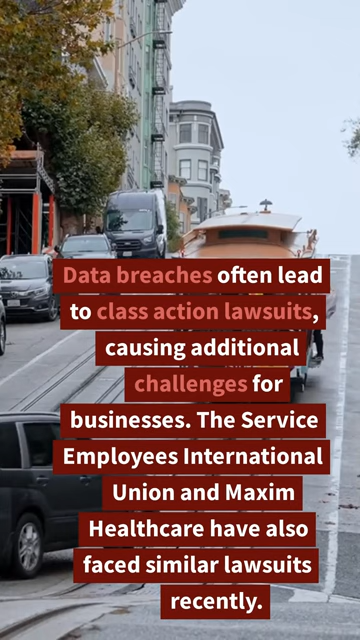 Data breaches often lead
to class action lawsuits,
causing additional
challenges for
businesses. The Service
Employees International
Union and Maxim
Healthcare have also
faced similar lawsuits
recently.